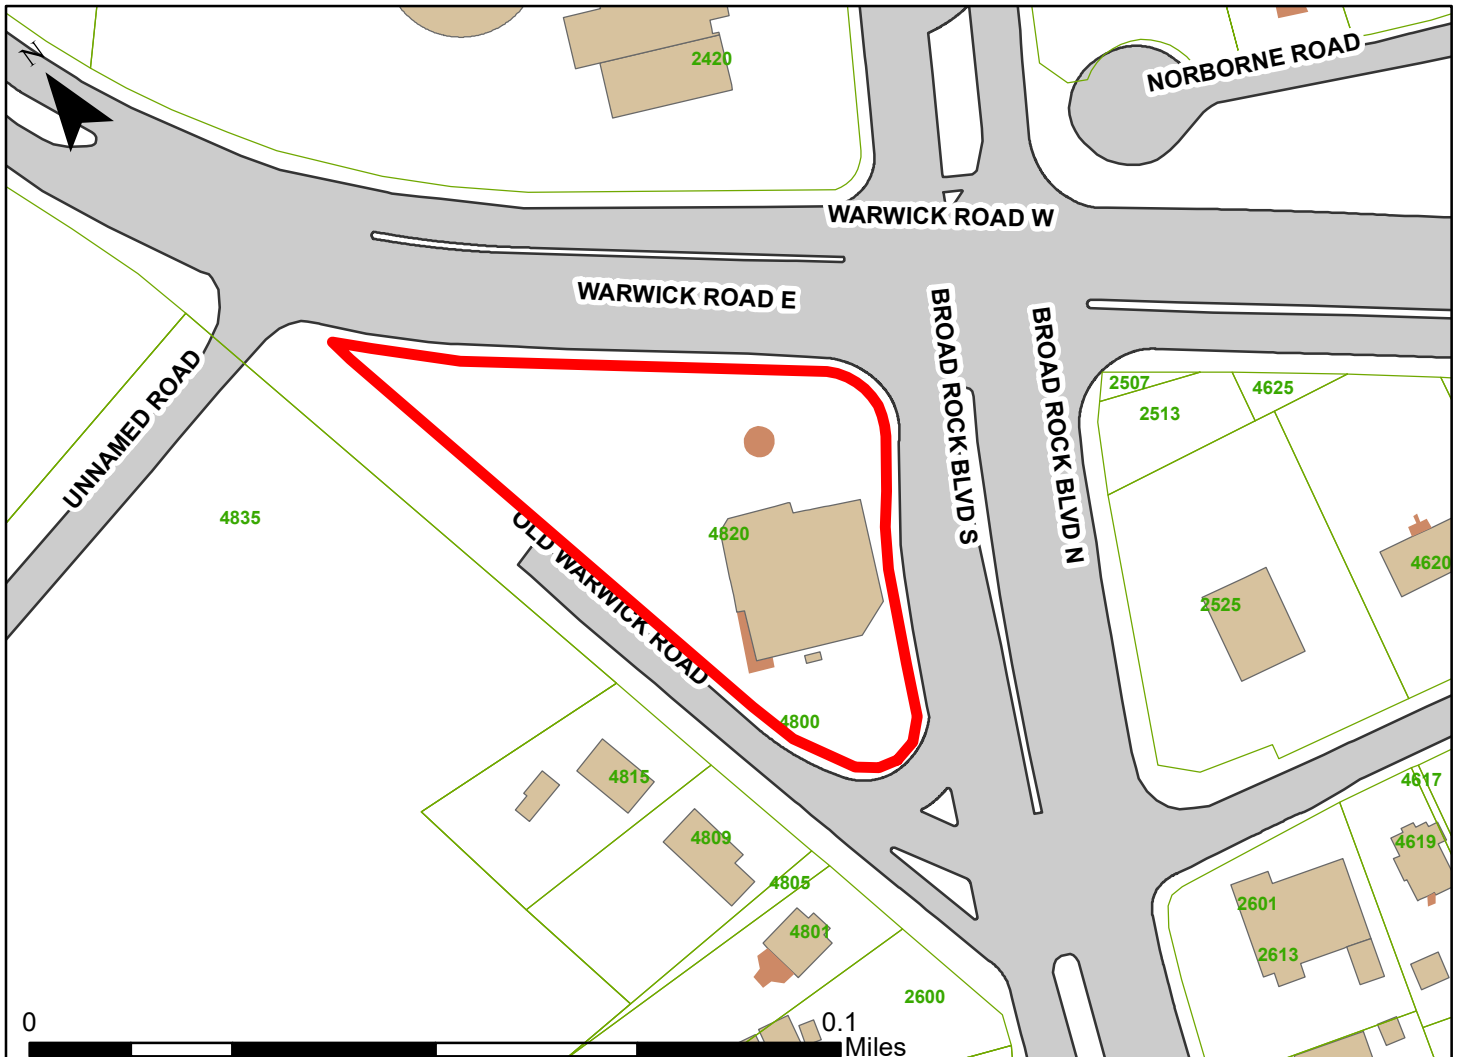 N
2420
NORBORNE ROAD
WARWICK ROAD W
WARWICK ROAD E
BROAD ROCK BLVD S
BROAD ROCK BLVD N
UNNAMED ROAD
2507
4625
2513
4835
OLD WARWICK ROAD
4820
4620
2525
4800
4815
4617
4809
4619
4805
2601
4801
2613
2600
0
0.1
Miles